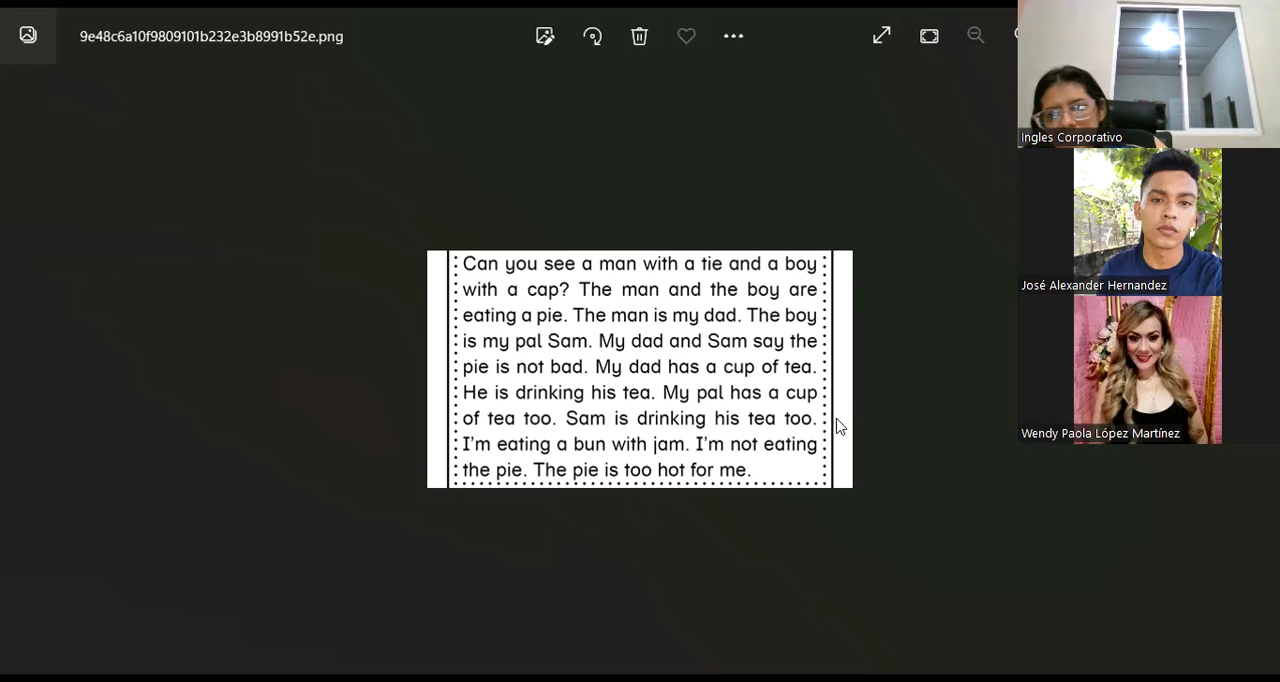 9e48c6a10f9809101b232e3b8991b52e.png
Ingles Corporativo
José Alexander Hernandez
Wendy Paola López Martínez
Can you see a man with a tie and a boy
with a cap? The man and the boy are
eating a pie. The man is my dad. The boy
is my pal Sam. My dad and Sam say the
pie is not bad. My dad has a cup of tea.
He is drinking his tea. My pal has a cup
of tea too. Sam is drinking his tea too.
I'm eating a bun with jam. I'm not eating
the pie. The pie is too hot for me.